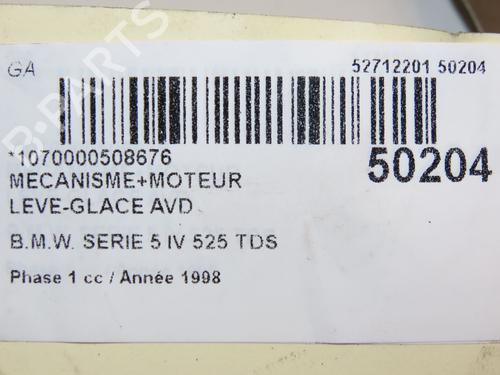 GA
52712201 50204
*1070000508676
50204
MECANISME+MOTEUR
LEVE-GLACE AVD
B.M.W. SERIE 5 IV 525 TDS
Phase 1 cc / Année 1998
B-PARTS